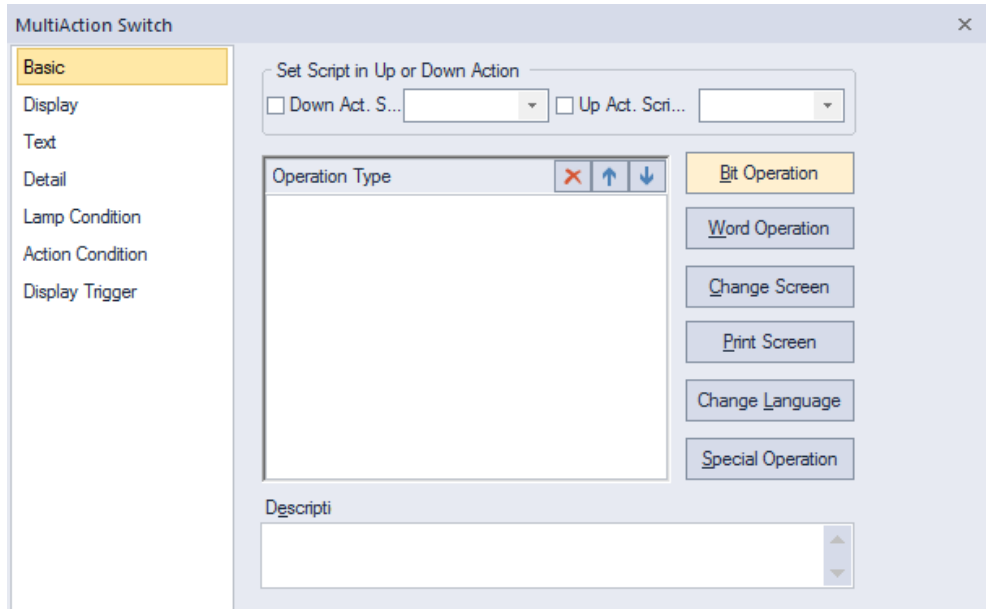 MultiAction Switch
Basic
Display
Text
Detail
Lamp Condition
Action Condition
Display Trigger
Set Script in Up or Down Action
Down Act. S...
Up Act. Scri...
Operation Type
Bit Operation
Word Operation
Change Screen
Print Screen
Change Language
Special Operation
Descripti